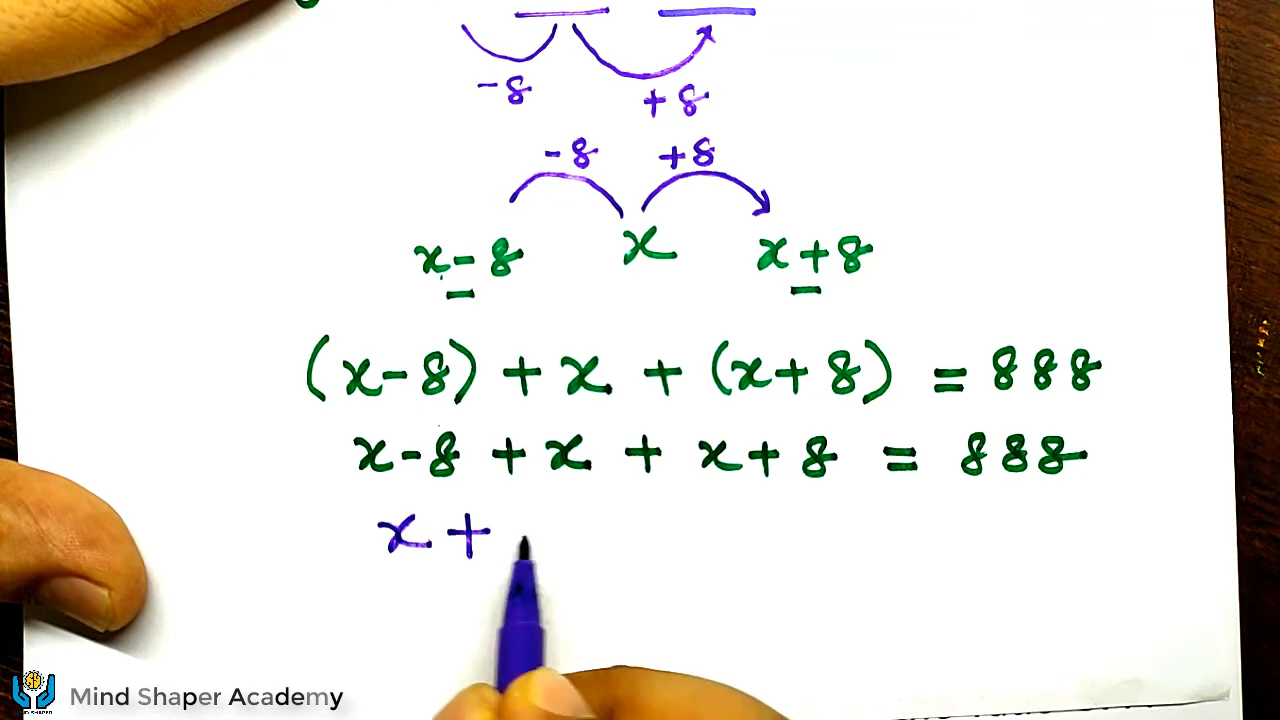 -8 +8
-8 +8
x-8 x x+8
(x-8) + x + (x+8) = 888
x-8 + x + x+8 = 888
x +
Mind Shaper Academy